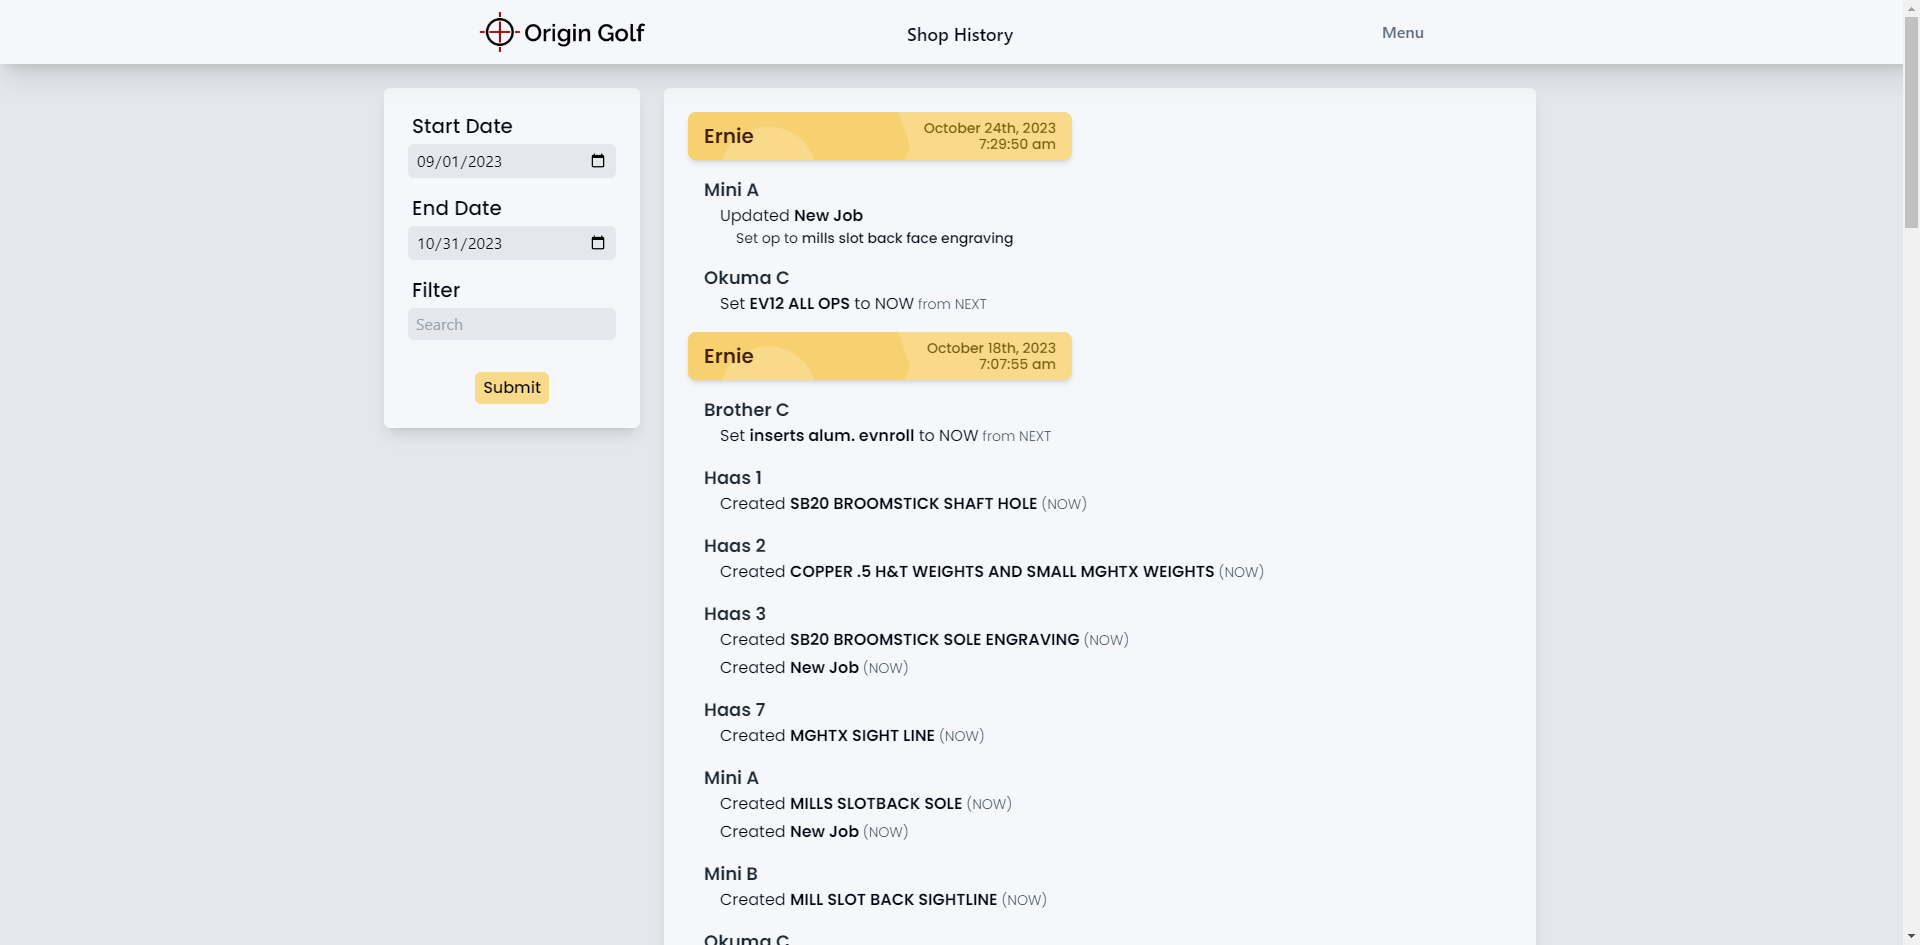 Origin Golf
Shop History
Menu
Start Date
09/01/2023
End Date
10/31/2023
Filter
Search
Submit
Ernie
October 24th, 2023
7:29:50 am
Mini A
Updated New Job
Set op to mills slot back face engraving
Okuma C
Set EV12 ALL OPS to NOW from NEXT
Ernie
October 18th, 2023
7:07:55 am
Brother C
Set inserts alum. evnroll to NOW from NEXT
Haas 1
Created SB20 BROOMSTICK SHAFT HOLE (NOW)
Haas 2
Created COPPER .5 H&T WEIGHTS AND SMALL MGHTX WEIGHTS (NOW)
Haas 3
Created SB20 BROOMSTICK SOLE ENGRAVING (NOW)
Created New Job (NOW)
Haas 7
Created MGHTX SIGHT LINE (NOW)
Mini A
Created MILLS SLOTBACK SOLE (NOW)
Created New Job (NOW)
Mini B
Created MILL SLOT BACK SIGHTLINE (NOW)
Okuma C